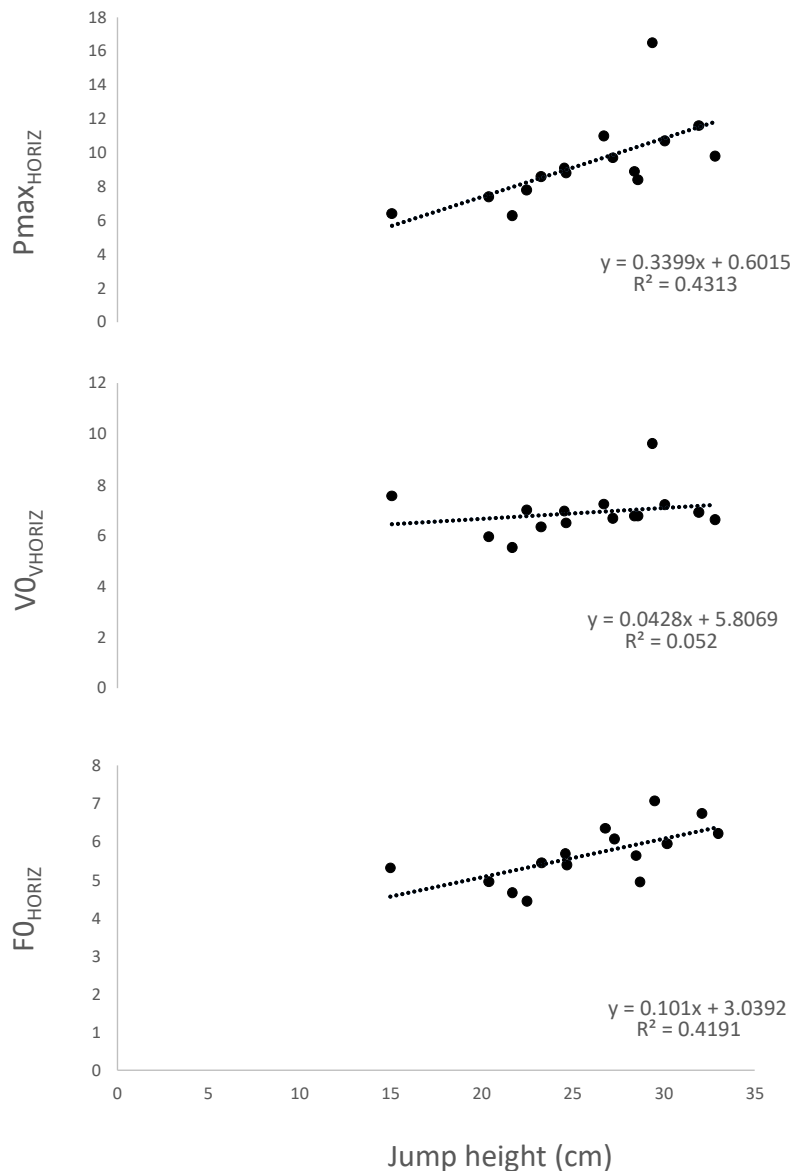 18
16
14
12
10
8
6
4
2
0
PmaxHORIZ
y = 0.3399x + 0.6015
R² = 0.4313
12
10
8
6
4
2
0
V0VHORIZ
y = 0.0428x + 5.8069
R² = 0.052
8
7
6
5
4
3
2
1
0
F0HORIZ
y = 0.101x + 3.0392
R² = 0.4191
0 5 10 15 20 25 30 35
Jump height (cm)